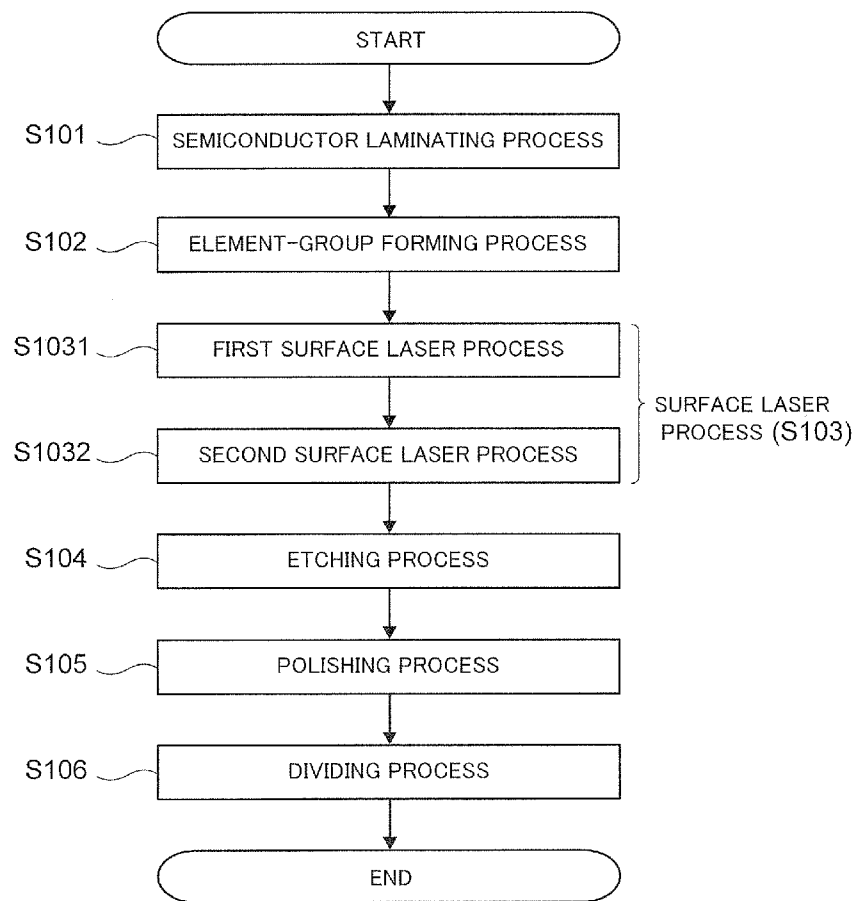 START
S101
SEMICONDUCTOR LAMINATING PROCESS
S102
ELEMENT-GROUP FORMING PROCESS
S1031
FIRST SURFACE LASER PROCESS
S1032
SECOND SURFACE LASER PROCESS
SURFACE LASER
PROCESS (S103)
S104
ETCHING PROCESS
S105
POLISHING PROCESS
S106
DIVIDING PROCESS
END